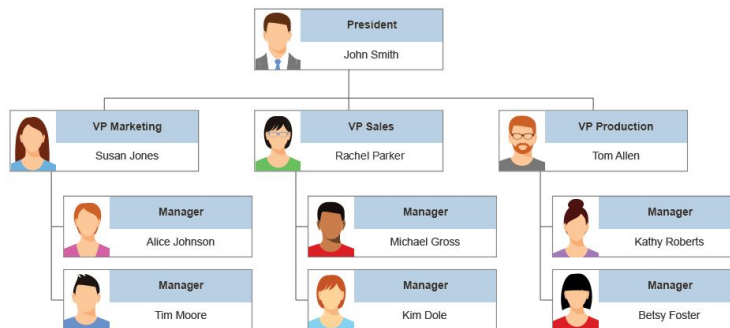 President
John Smith
VP Marketing
Susan Jones
VP Sales
Rachel Parker
VP Production
Tom Allen
Manager
Alice Johnson
Manager
Michael Gross
Manager
Kathy Roberts
Manager
Tim Moore
Manager
Kim Dole
Manager
Betsy Foster